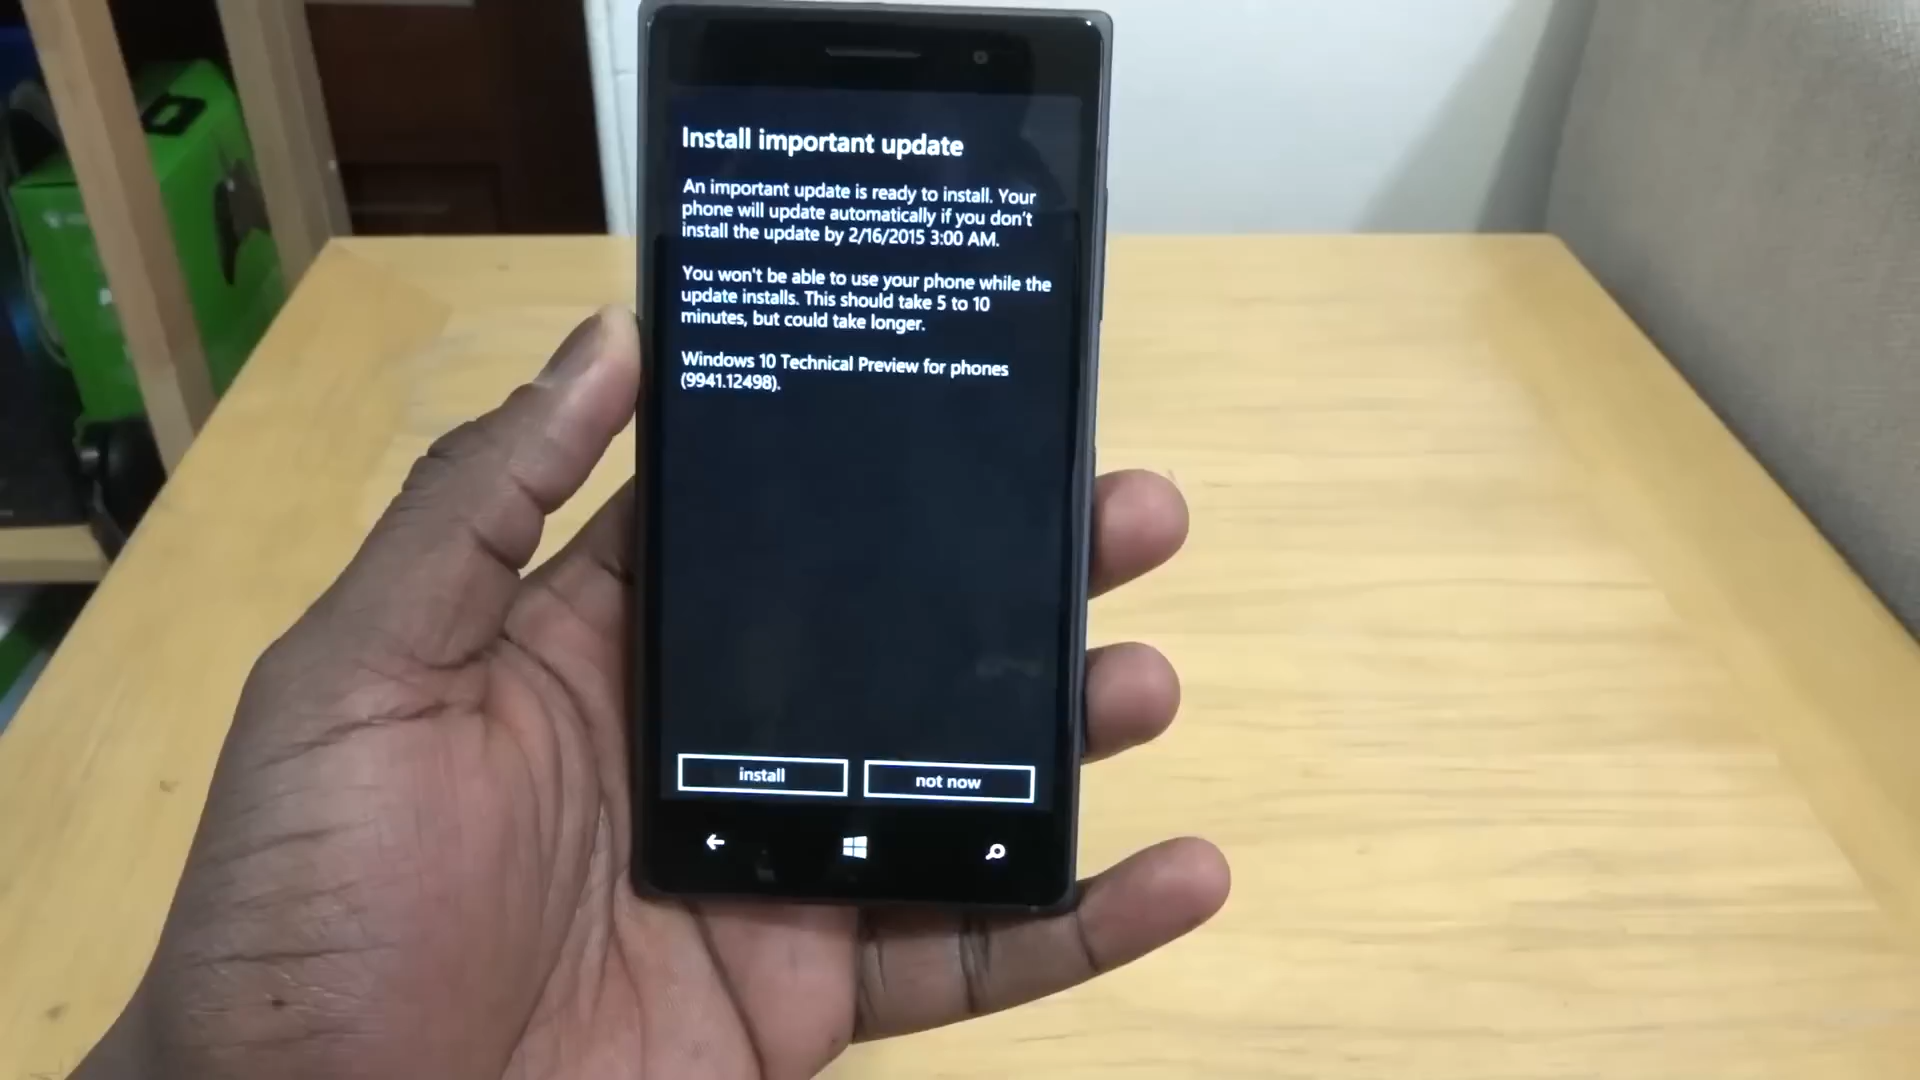 Install important update
An important update is ready to install. Your
phone will update automatically if you don't
install the update by 2/16/2015 3:00 AM.
You won't be able to use your phone while the
update installs. This should take 5 to 10
minutes, but could take longer.
Windows 10 Technical Preview for phones
(9941.12498).
install
not now